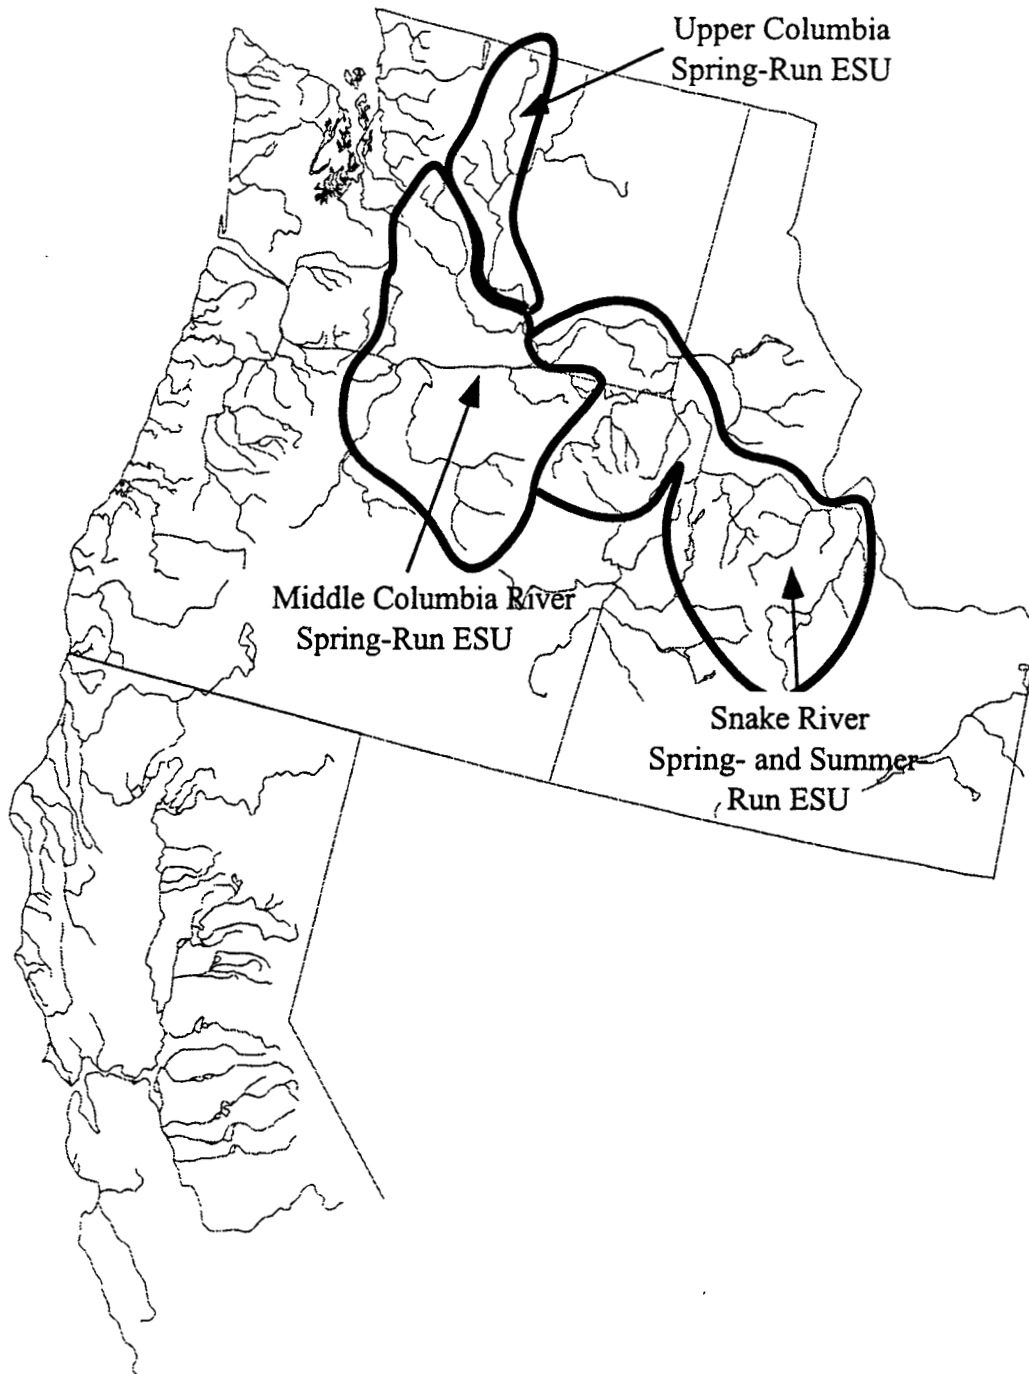 Upper Columbia
Spring-Run ESU
Middle Columbia River
Spring-Run ESU
Snake River
Spring- and Summer
Run ESU